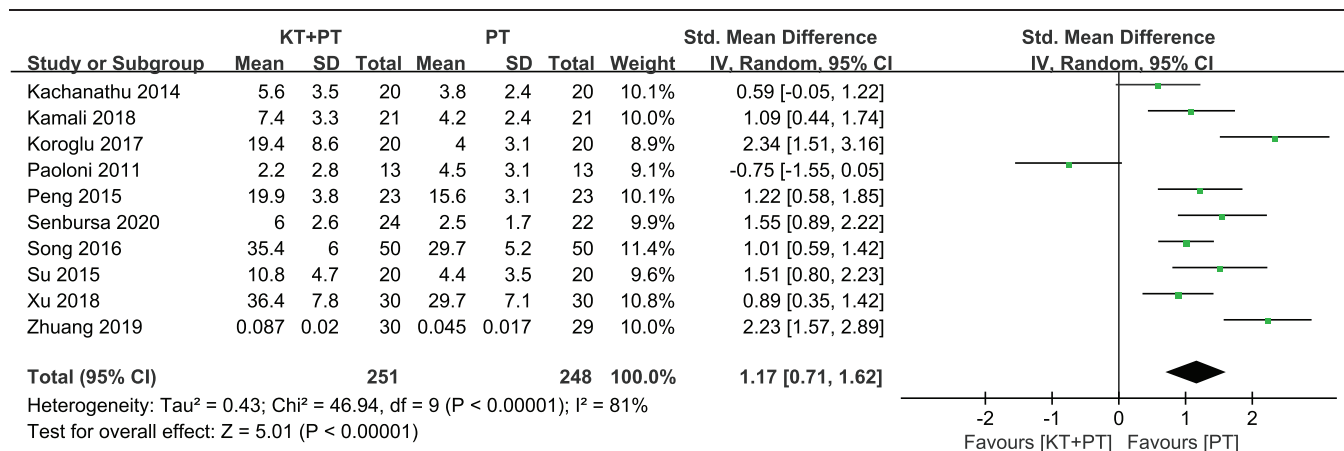 KT+PT PT Std. Mean Difference Std. Mean Difference
Study or Subgroup Mean SD Total Mean SD Total Weight IV, Random, 95% CI IV, Random, 95% CI
Kachanathu 2014 5.6 3.5 20 3.8 2.4 20 10.1% 0.59 [-0.05, 1.22]
Kamali 2018 7.4 3.3 21 4.2 2.4 21 10.0% 1.09 [0.44, 1.74]
Koroglu 2017 19.4 8.6 20 4 3.1 20 8.9% 2.34 [1.51, 3.16]
Paoloni 2011 2.2 2.8 13 4.5 3.1 13 9.1% -0.75 [-1.55, 0.05]
Peng 2015 19.9 3.8 23 15.6 3.1 23 10.1% 1.22 [0.58, 1.85]
Senbursa 2020 6 2.6 24 2.5 1.7 22 9.9% 1.55 [0.89, 2.22]
Song 2016 35.4 6 50 29.7 5.2 50 11.4% 1.01 [0.59, 1.42]
Su 2015 10.8 4.7 20 4.4 3.5 20 9.6% 1.51 [0.80, 2.23]
Xu 2018 36.4 7.8 30 29.7 7.1 30 10.8% 0.89 [0.35, 1.42]
Zhuang 2019 0.087 0.02 30 0.045 0.017 29 10.0% 2.23 [1.57, 2.89]
Total (95% CI) 251 248 100.0% 1.17 [0.71, 1.62]
Heterogeneity: Tau² = 0.43; Chi² = 46.94, df = 9 (P < 0.00001); I² = 81%
Test for overall effect: Z = 5.01 (P < 0.00001)
-2 -1 0 1 2
Favours [KT+PT] Favours [PT]